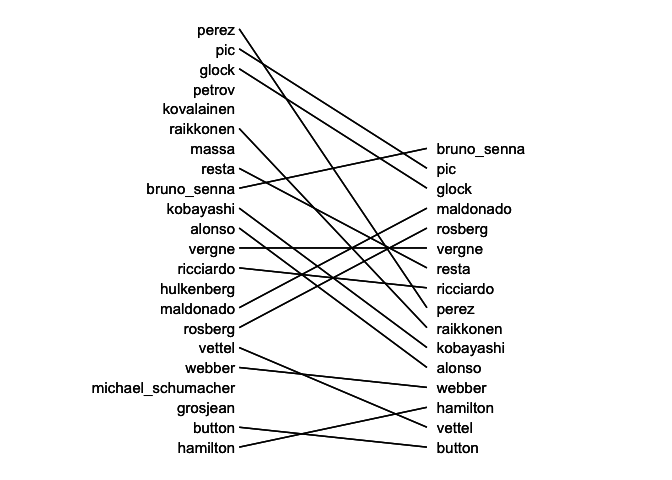 perez
pic
glock
petrov
kovalainen
raikkonen
massa
resta
bruno_senna
kobayashi
alonso
vergne
ricciardo
hulkenberg
maldonado
rosberg
vettel
webber
michael_schumacher
grosjean
button
hamilton
bruno_senna
pic
glock
maldonado
rosberg
vergne
resta
ricciardo
perez
raikkonen
kobayashi
alonso
webber
hamilton
vettel
button